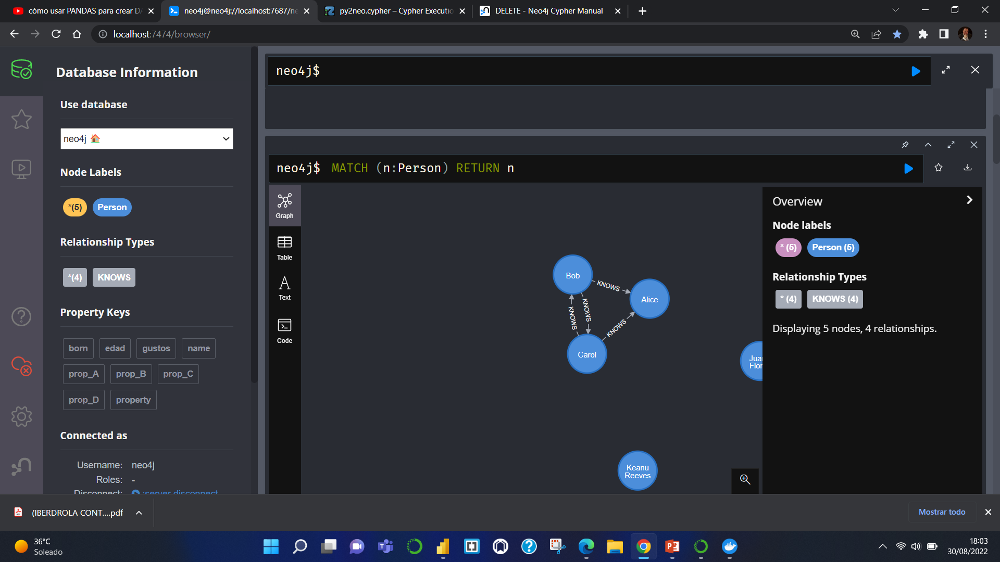 cómo usar PANDAS para crear DA
neo4j@neo4j://localhost:7687/ne
py2neo.cypher – Cypher Executio
DELETE - Neo4j Cypher Manual
localhost:7474/browser/
Database Information
Use database
neo4j
Node Labels
*(5) Person
Relationship Types
*(4) KNOWS
Property Keys
born edad gustos name
prop_A prop_B prop_C
prop_D property
Connected as
Username: neo4j
Roles: -
Disconnect: :server disconnect
neo4j$
neo4j$ MATCH (n:Person) RETURN n
Graph
Table
Text
Code
Bob
KNOWS
Alice
KNOWS
KNOWS
KNOWS
Carol
Jua
Flor
Keanu
Reeves
Overview
Node labels
* (5) Person (5)
Relationship Types
* (4) KNOWS (4)
Displaying 5 nodes, 4 relationships.
(IBERDROLA CONT....pdf
Mostrar todo
36°C
Soleado
18:03
30/08/2022